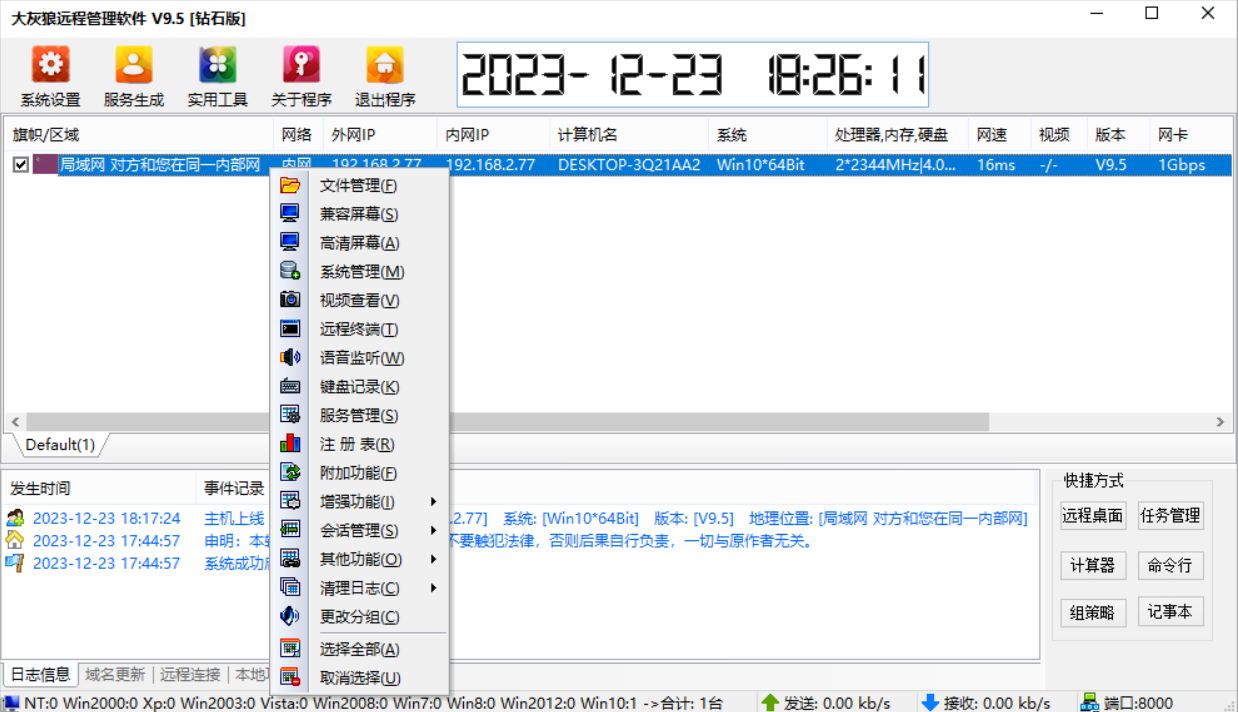 大灰狼远程管理软件 V9.5 [钻石版]
系统设置 服务生成 实用工具 关于程序 退出程序
2023-12-23 18:26:11
旗帜/区域 网络 外网IP 内网IP 计算机名 系统 处理器,内存,硬盘 网速 视频 版本 网卡
局域网 对方和您在同一内部网 内网 192.168.2.77 192.168.2.77 DESKTOP-3Q21AA2 Win10*64Bit 2*2344MHz|4.0... 16ms -/- V9.5 1Gbps
文件管理(F)
兼容屏幕(S)
高清屏幕(A)
系统管理(M)
视频查看(V)
远程终端(T)
语音监听(W)
键盘记录(K)
服务管理(S)
注 册 表(R)
附加功能(F)
增强功能(I)
会话管理(S)
其他功能(O)
清理日志(C)
更改分组(C)
选择全部(A)
取消选择(U)
Default(1)
发生时间 事件记录
2023-12-23 18:17:24 主机上线 .2.77] 系统: [Win10*64Bit] 版本: [V9.5] 地理位置: [局域网 对方和您在同一内部网]
2023-12-23 17:44:57 申明：本 不要触犯法律，否则后果自行负责，一切与原作者无关。
2023-12-23 17:44:57 系统成功
快捷方式
远程桌面 任务管理
计算器 命令行
组策略 记事本
日志信息 域名更新 远程连接 本地
NT:0 Win2000:0 Xp:0 Win2003:0 Vista:0 Win2008:0 Win7:0 Win8:0 Win2012:0 Win10:1 ->合计: 1台 发送: 0.00 kb/s 接收: 0.00 kb/s 端口:8000